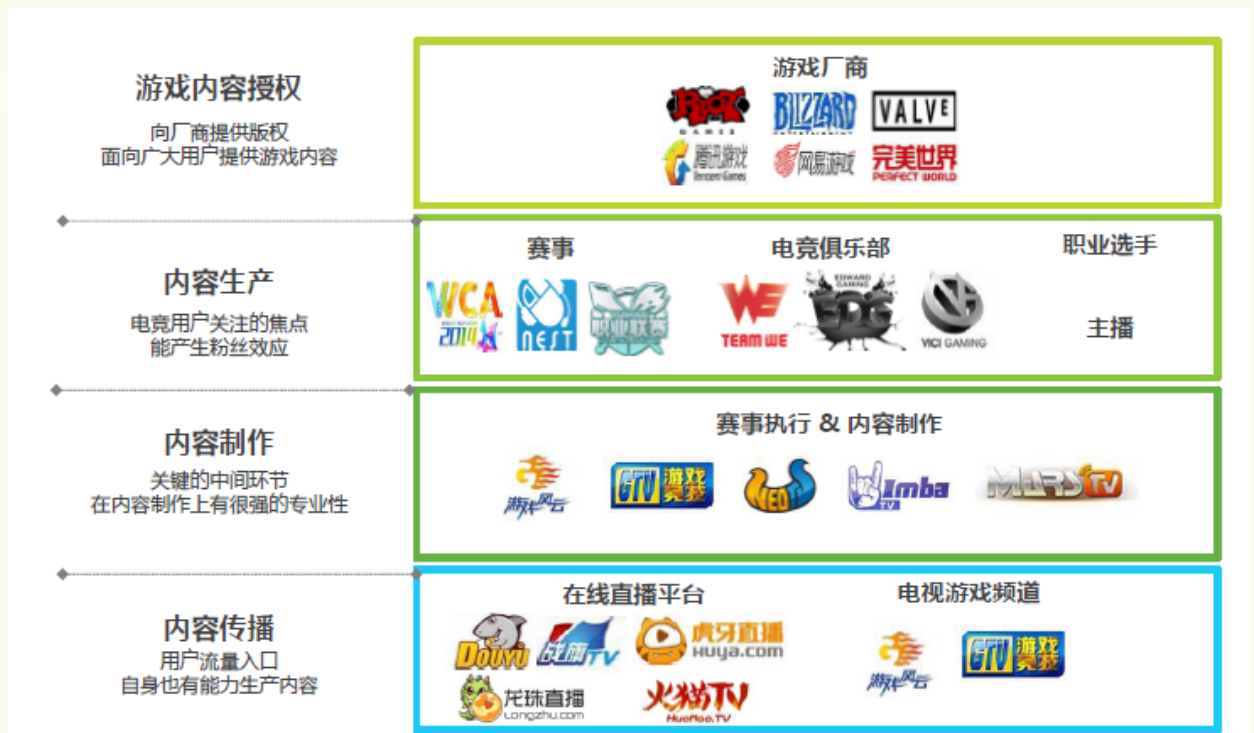 游戏内容授权
向厂商提供版权
面向广大用户提供游戏内容
游戏厂商
RIOT
GAMES
BLIZZARD
ENTERTAINMENT
VALVE
腾讯游戏
Tencent Games
网易游戏
完美世界
PERFECT WORLD
内容生产
电竞用户关注的焦点
能产生粉丝效应
赛事
WCA
2014
NEST
职业联赛
电竞俱乐部
WE
TEAM WE
EDWARD
GAMING
EDG
VG
VICI GAMING
职业选手
主播
内容制作
关键的中间环节
在内容制作上有很强的专业性
赛事执行 & 内容制作
游戏风云
GTV 游戏
竞技
NEOTV
Imba
TV
MARSTV
内容传播
用户流量入口
自身也有能力生产内容
在线直播平台
DOUYU
战旗TV
虎牙直播
HUYA.COM
龙珠直播
Longzhu.com
火猫TV
HuoMao.TV
电视游戏频道
游戏风云
GTV 游戏
竞技